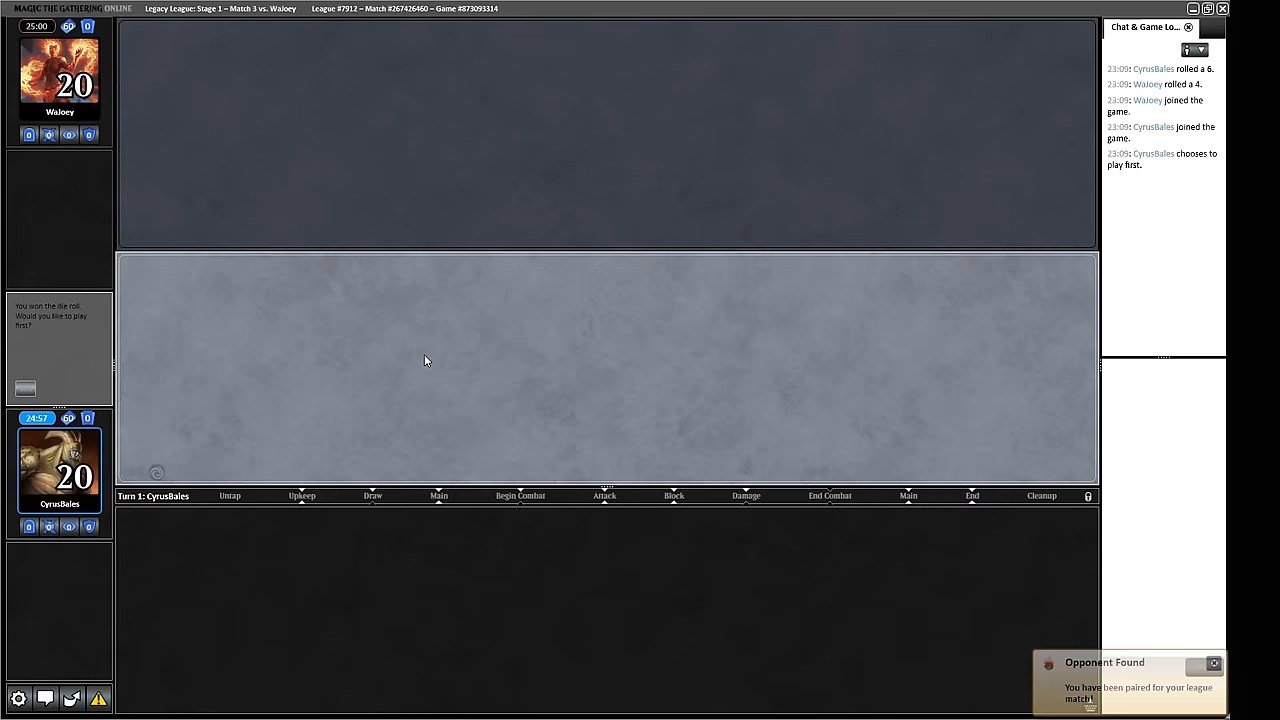 MAGIC THE GATHERING ONLINE Legacy League: Stage 1 – Match 3 vs. WaJoey League #7912 – Match #267426460 – Game #873093314
25:00 60 0
20
WaJoey
0 0 0 0
You won the die roll.
Would you like to play
first?
24:57 60 0
20
CyrusBales
0 0 0 0
Turn 1: CyrusBales Untap Upkeep Draw Main Begin Combat Attack Block Damage End Combat Main End Cleanup
Chat & Game Lo...
23:09: CyrusBales rolled a 6.
23:09: WaJoey rolled a 4.
23:09: WaJoey joined the
game.
23:09: CyrusBales joined the
game.
23:09: CyrusBales chooses to
play first.
Opponent Found
You have been paired for your league
match!